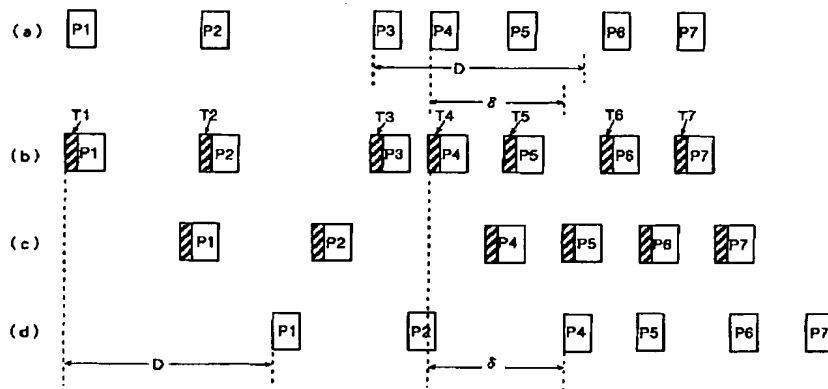 (a) P1 P2 P3 P4 P5 P6 P7
D
δ
T1 T2 T3 T4 T5 T6 T7
(b) P1 P2 P3 P4 P5 P6 P7
(c) P1 P2 P4 P5 P6 P7
(d) P1 P2 P4 P5 P6 P7
D δ